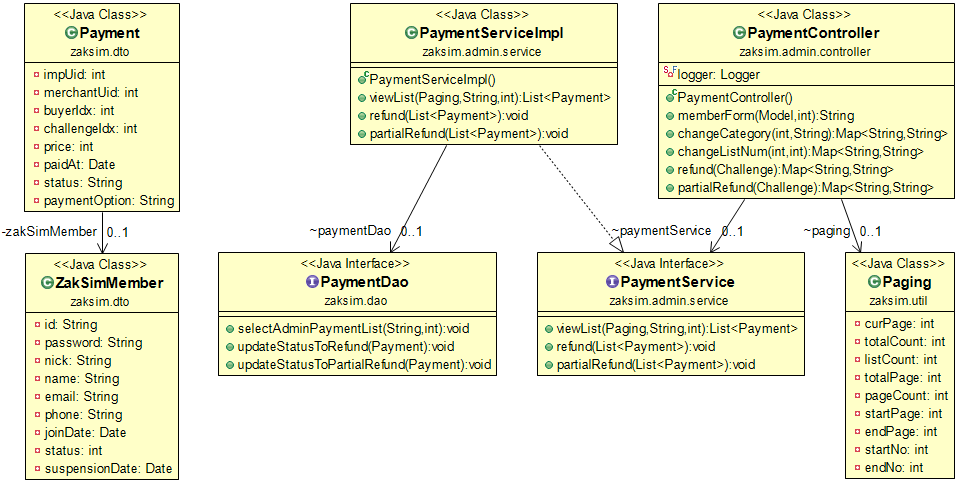 <<Java Class>>
Payment
zaksim.dto
impUid: int
merchantUid: int
buyerIdx: int
challengeIdx: int
price: int
paidAt: Date
status: String
paymentOption: String
<<Java Class>>
PaymentServiceImpl
zaksim.admin.service
PaymentServiceImpl()
viewList(Paging,String,int):List<Payment>
refund(List<Payment>):void
partialRefund(List<Payment>):void
<<Java Class>>
PaymentController
zaksim.admin.controller
logger: Logger
PaymentController()
memberForm(Model,int):String
changeCategory(int,String):Map<String,String>
changeListNum(int,int):Map<String,String>
refund(Challenge):Map<String,String>
partialRefund(Challenge):Map<String,String>
-zakSimMember 0..1
~paymentDao 0..1
~paymentService 0..1
~paging 0..1
<<Java Class>>
ZakSimMember
zaksim.dto
id: String
password: String
nick: String
name: String
email: String
phone: String
joinDate: Date
status: int
suspensionDate: Date
<<Java Interface>>
PaymentDao
zaksim.dao
selectAdminPaymentList(String,int):void
updateStatusToRefund(Payment):void
updateStatusToPartialRefund(Payment):void
<<Java Interface>>
PaymentService
zaksim.admin.service
viewList(Paging,String,int):List<Payment>
refund(List<Payment>):void
partialRefund(List<Payment>):void
<<Java Class>>
Paging
zaksim.util
curPage: int
totalCount: int
listCount: int
totalPage: int
pageCount: int
startPage: int
endPage: int
startNo: int
endNo: int